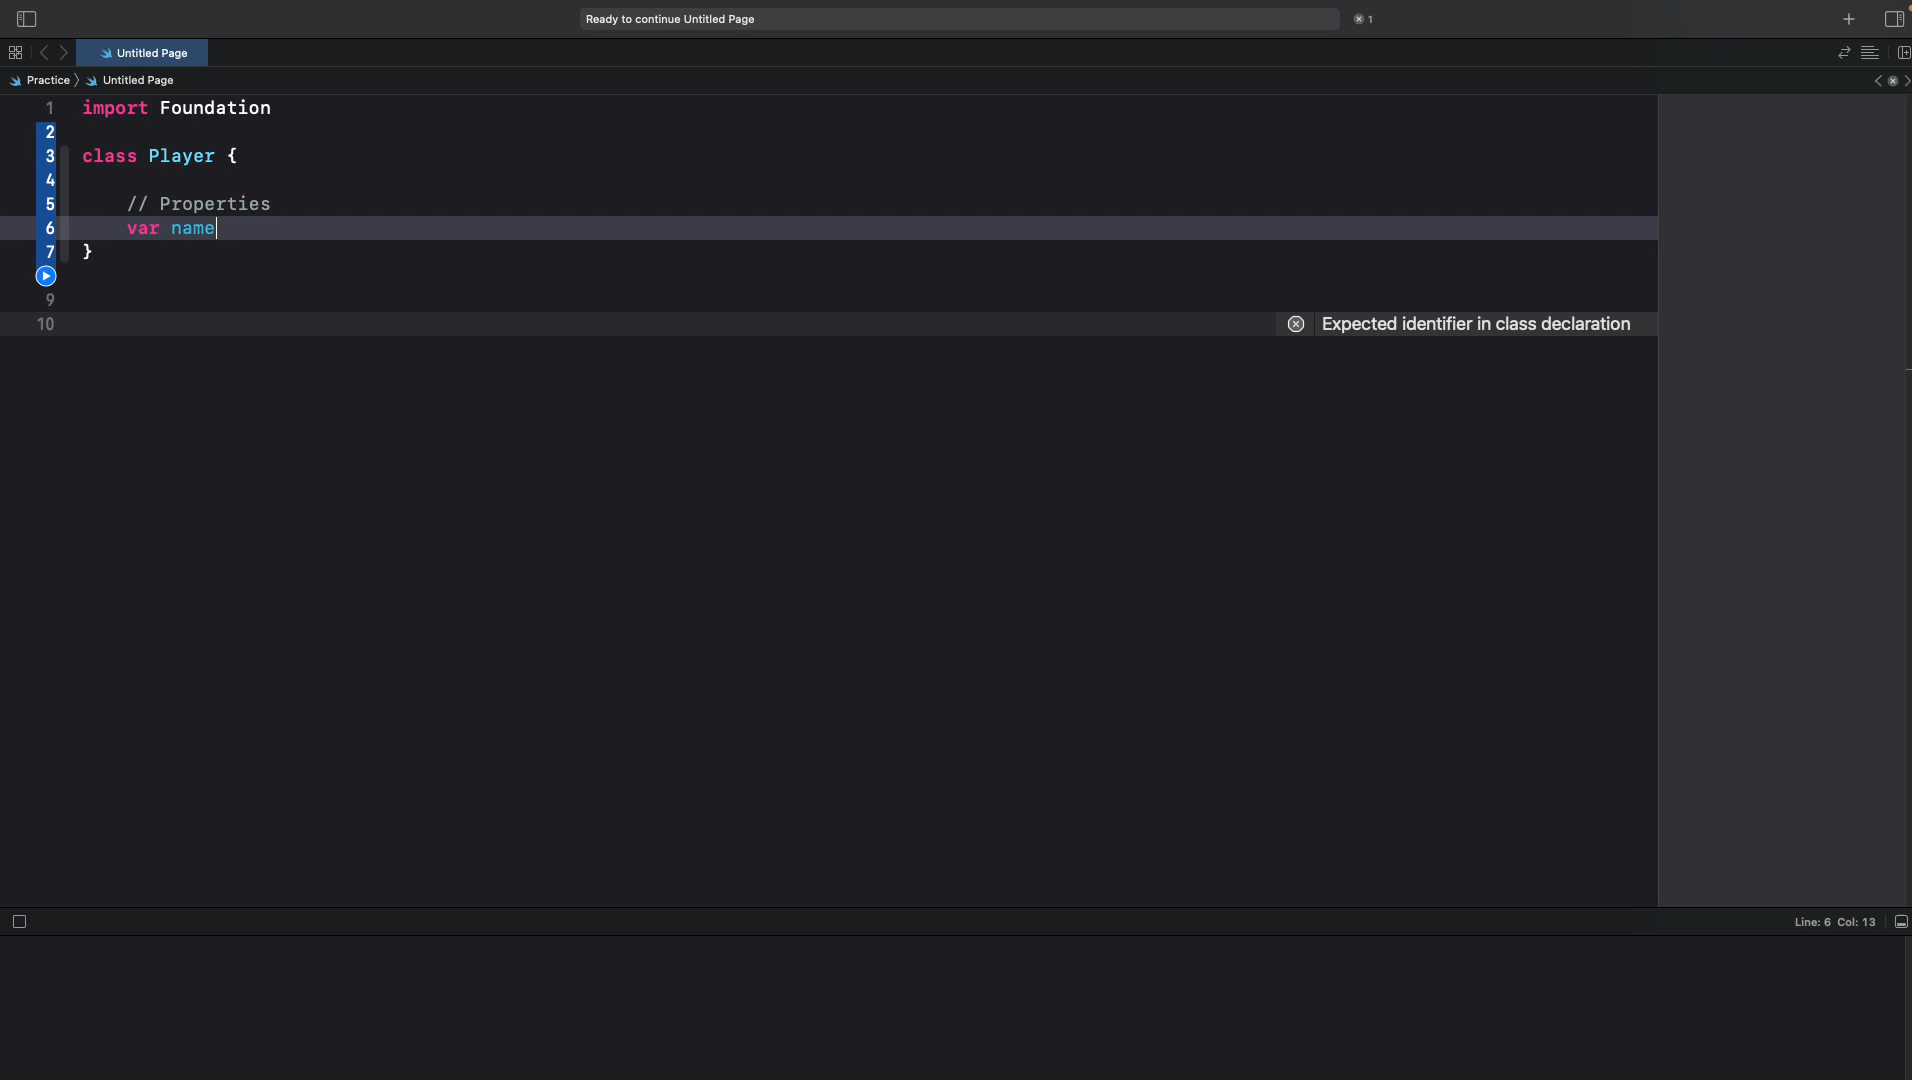 Ready to continue Untitled Page
1
Untitled Page
Practice
Untitled Page
1 import Foundation
2
3 class Player {
4
5 // Properties
6 var name
7 }
9
10 Expected identifier in class declaration
Line: 6 Col: 13